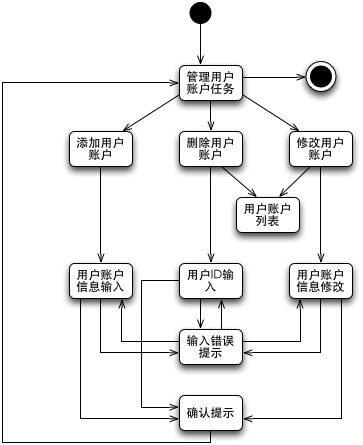 管理用户
账户任务
添加用户
账户
删除用户
账户
修改用户
账户
用户账户
列表
用户账户
信息输入
用户ID输
入
用户账户
信息修改
输入错误
提示
确认提示